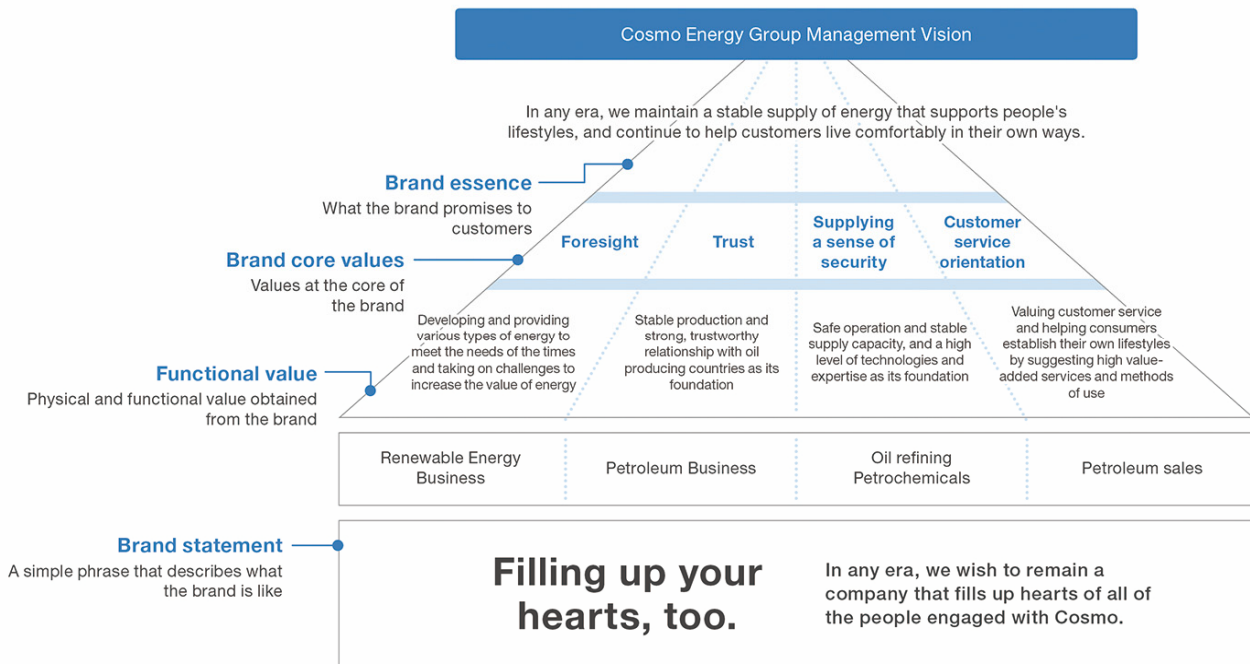 Cosmo Energy Group Management Vision
In any era, we maintain a stable supply of energy that supports people's
lifestyles, and continue to help customers live comfortably in their own ways.
Brand essence
What the brand promises to
customers
Brand core values
Values at the core of
the brand
Foresight
Trust
Supplying
a sense of
security
Customer
service
orientation
Functional value
Physical and functional value obtained
from the brand
Developing and providing
various types of energy to
meet the needs of the times
and taking on challenges to
increase the value of energy
Stable production and
strong, trustworthy
relationship with oil
producing countries as its
foundation
Safe operation and stable
supply capacity, and a high
level of technologies and
expertise as its foundation
Valuing customer service
and helping consumers
establish their own lifestyles
by suggesting high value-
added services and methods
of use
Renewable Energy
Business
Petroleum Business
Oil refining
Petrochemicals
Petroleum sales
Brand statement
A simple phrase that describes what
the brand is like
Filling up your
hearts, too.
In any era, we wish to remain a
company that fills up hearts of all of
the people engaged with Cosmo.